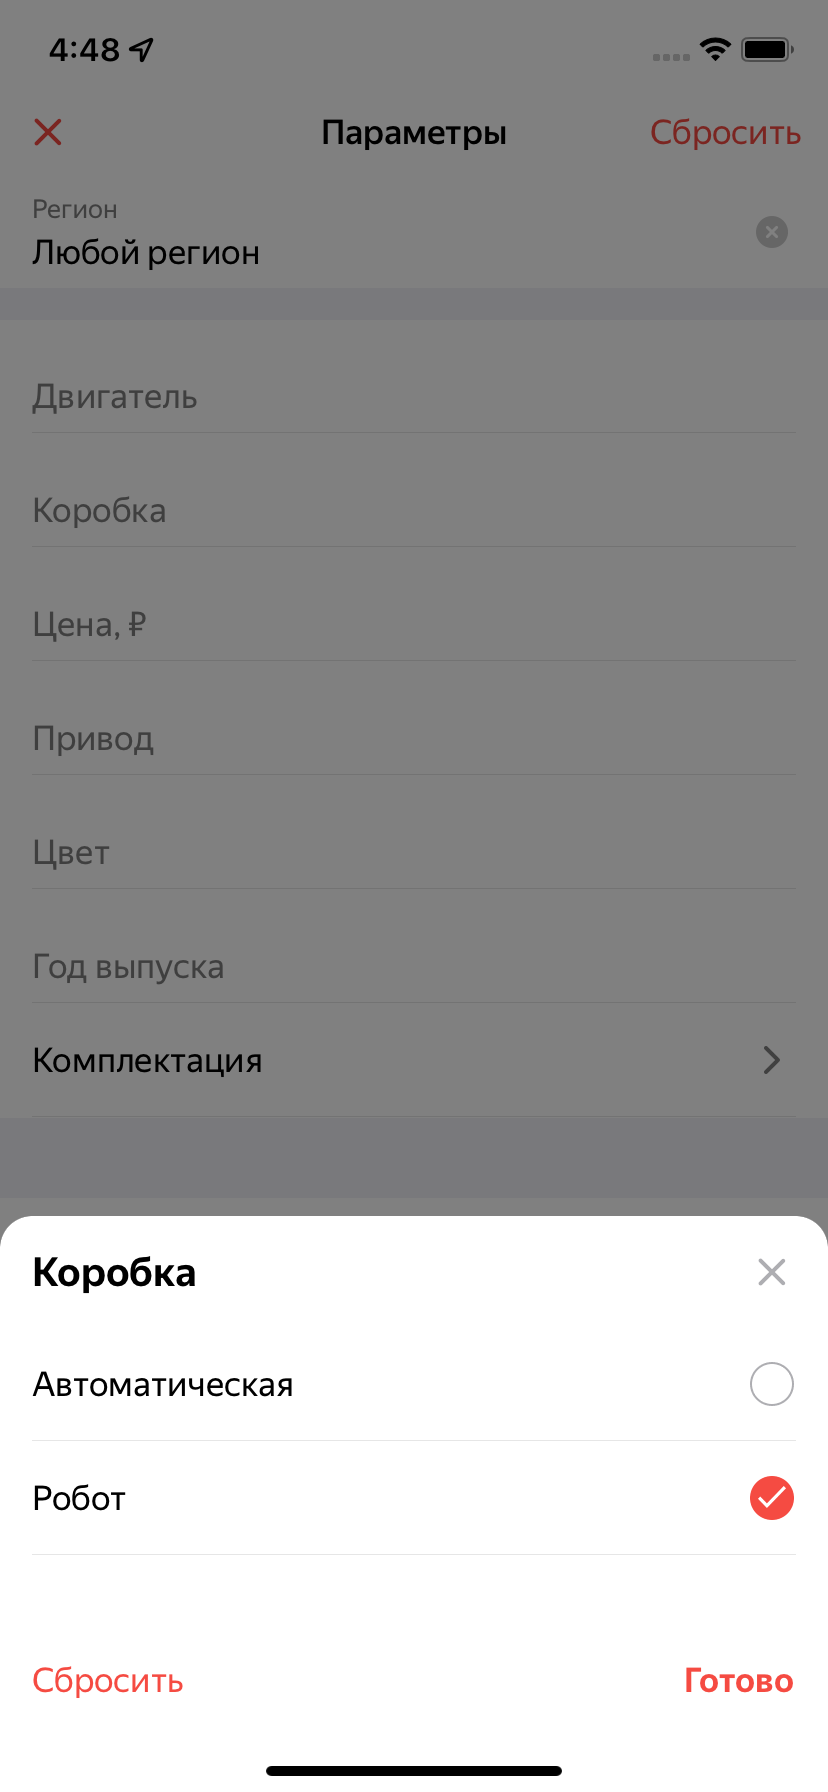 4:48
Параметры
Сбросить
Регион
Любой регион
Двигатель
Коробка
Цена, ₽
Привод
Цвет
Год выпуска
Комплектация
Коробка
Автоматическая
Робот
Сбросить
Готово